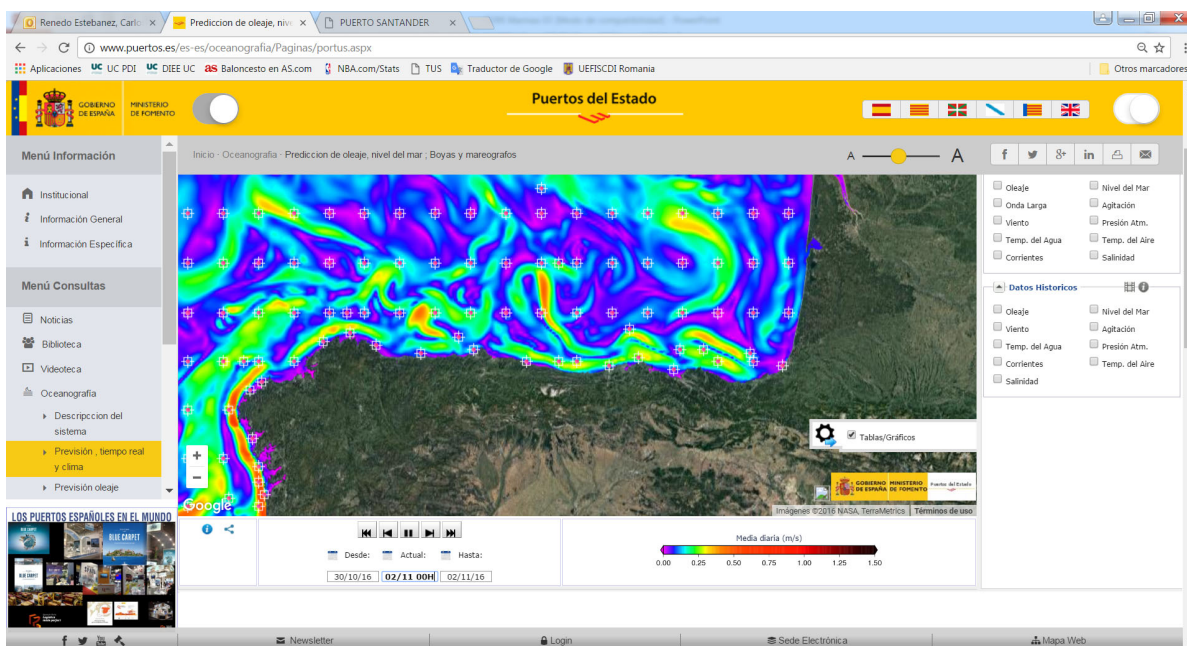 Renedo Estebanez, Carlo
Prediccion de oleaje, niv
PUERTO SANTANDER
www.puertos.es/es-es/oceanografia/Paginas/portus.aspx
Aplicaciones UC UC PDI UC DIEE UC as Baloncesto en AS.com NBA.com/Stats TUS Traductor de Google UEFISCDI Romania Otros marcadores
GOBIERNO DE ESPAÑA
MINISTERIO DE FOMENTO
Puertos del Estado
Menú Información
Inicio · Oceanografia · Prediccion de oleaje, nivel del mar ; Boyas y mareografos
A A
f 8+ in
Institucional
Información General
Información Específica
Menú Consultas
Noticias
Biblioteca
Videoteca
Oceanografía
Descripccion del sistema
Previsión , tiempo real y clima
Previsión oleaje
Oleaje Nivel del Mar
Onda Larga Agitación
Viento Presión Atm.
Temp. del Agua Temp. del Aire
Corrientes Salinidad
Datos Historicos
Oleaje Nivel del Mar
Viento Agitación
Temp. del Agua Presión Atm.
Corrientes Temp. del Aire
Salinidad
Tablas/Gráficos
GOBIERNO DE ESPAÑA MINISTERIO DE FOMENTO Puertos del Estado
+
−
Google
Imágenes ©2016 NASA, TerraMetrics Términos de uso
LOS PUERTOS ESPAÑOLES EN EL MUNDO
BLUE CARPET
BLUE CARPET
Desde: Actual: Hasta:
30/10/16 02/11 00H 02/11/16
Media diaria (m/s)
0.00 0.25 0.50 0.75 1.00 1.25 1.50
Newsletter Login Sede Electrónica Mapa Web